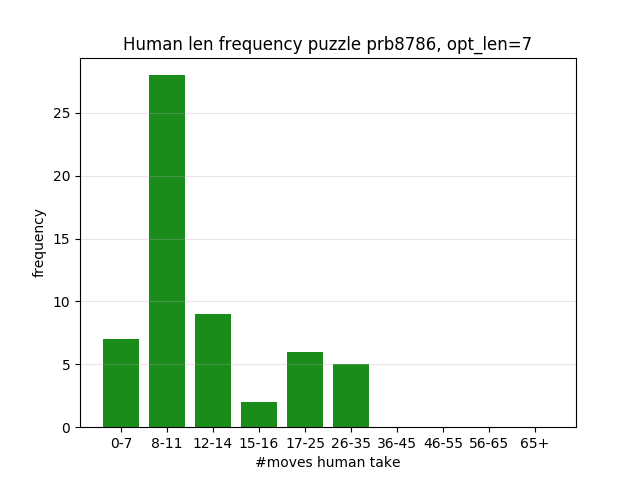 Human len frequency puzzle prb8786, opt_len=7
25
20
15
10
5
0
frequency
0-7 8-11 12-14 15-16 17-25 26-35 36-45 46-55 56-65 65+
#moves human take